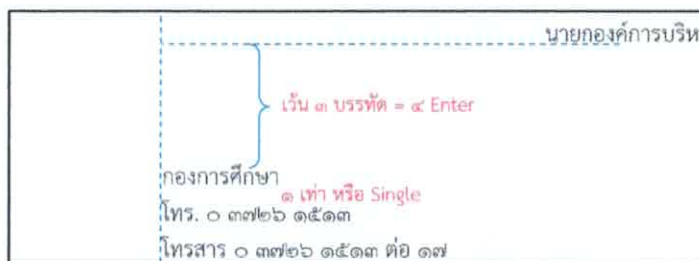 นายกองค์การบริห
เว้น ๓ บรรทัด = ๔ Enter
กองการศึกษา
๑ เท่า หรือ Single
โทร. ๐ ๓๗๒๖ ๑๕๑๓
โทรสาร ๐ ๓๗๒๖ ๑๕๑๓ ต่อ ๑๗